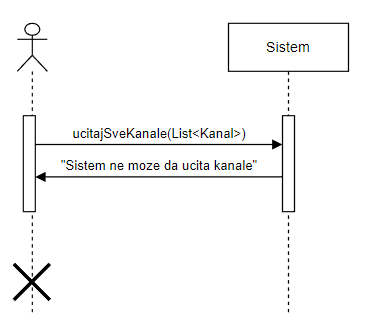 Sistem
ucitajSveKanale(List<Kanal>)
"Sistem ne moze da ucita kanale"